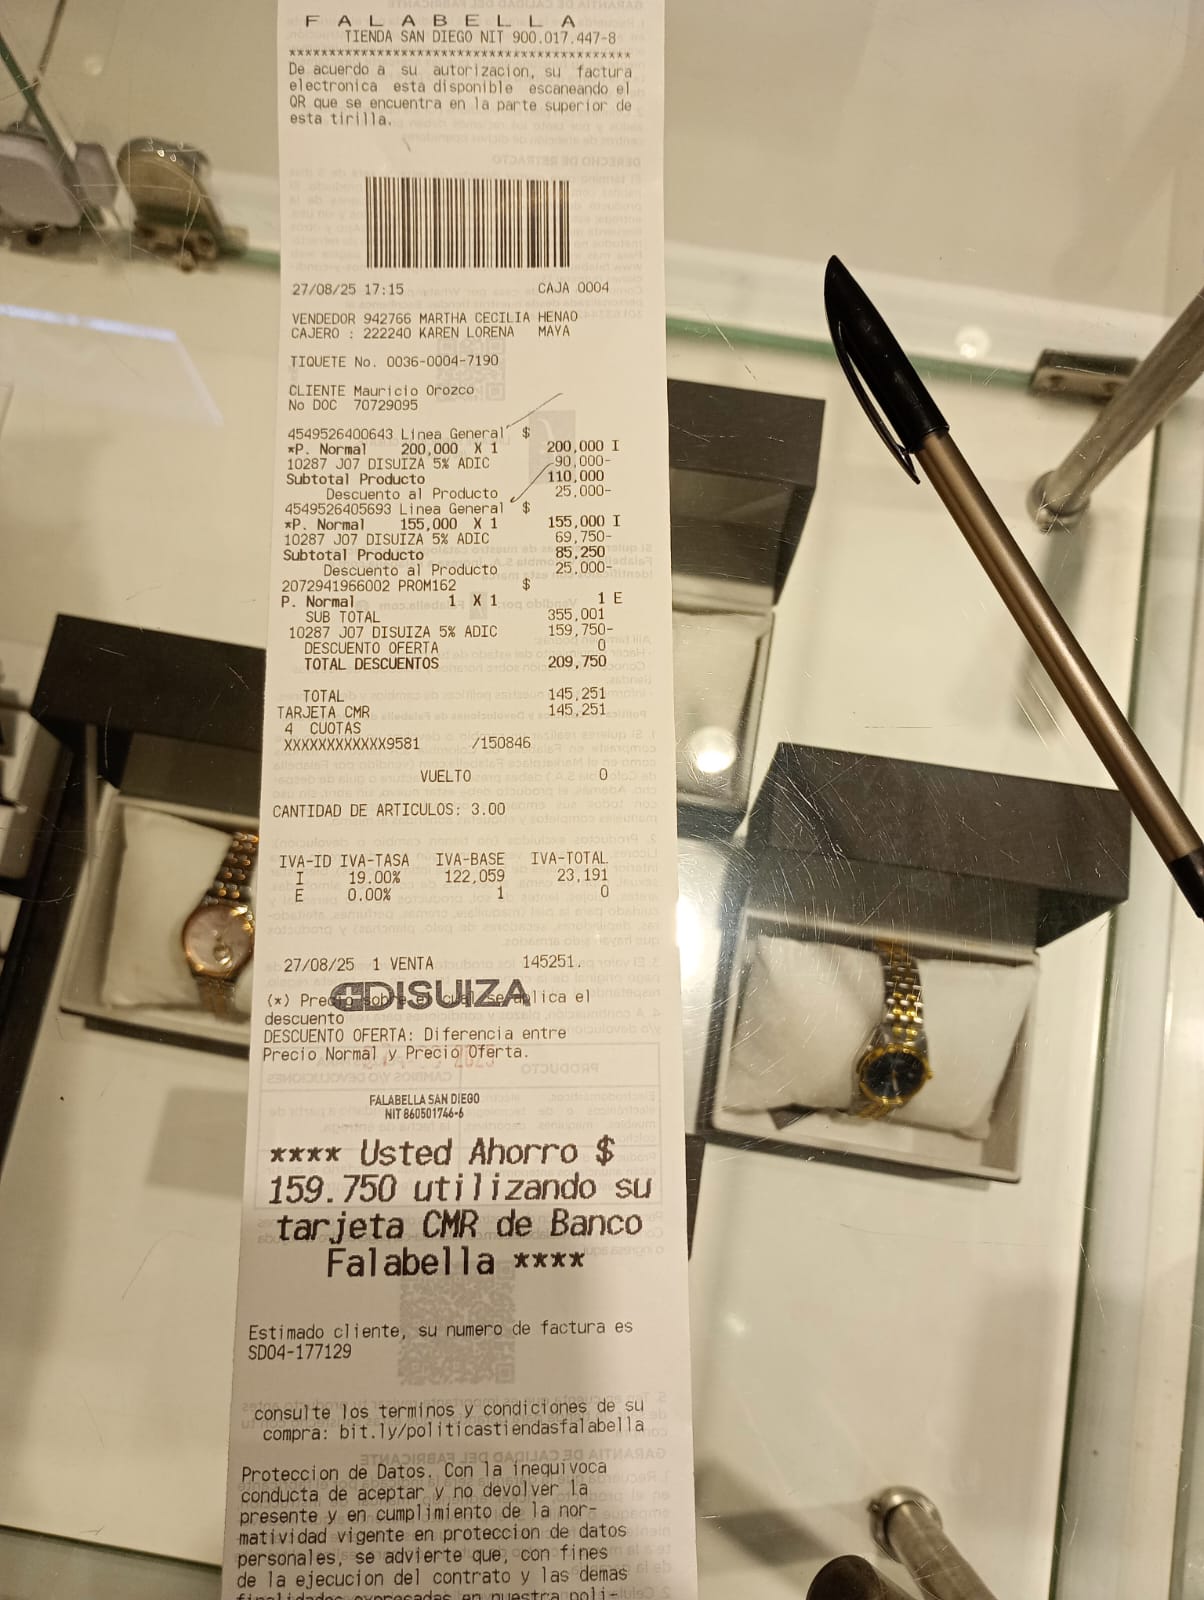 F A L A B E L L A
TIENDA SAN DIEGO NIT 900.017.447-8
******************************************
De acuerdo a su autorizacion, su factura
electronica esta disponible escaneando el
QR que se encuentra en la parte superior de
esta tirilla.
27/08/25 17:15 CAJA 0004
VENDEDOR 942766 MARTHA CECILIA HENAO
CAJERO : 222240 KAREN LORENA MAYA
TIQUETE No. 0036-0004-7190
CLIENTE Mauricio Orozco
No DOC 70729095
4549526400643 Linea General $
*P. Normal 200,000 X 1 200,000 I
10287 J07 DISUIZA 5% ADIC 90,000-
Subtotal Producto 110,000
Descuento al Producto 25,000-
4549526405693 Linea General $
*P. Normal 155,000 X 1 155,000 I
10287 J07 DISUIZA 5% ADIC 69,750-
Subtotal Producto 85,250
Descuento al Producto 25,000-
2072941966002 PROM162 $
P. Normal 1 X 1 1 E
SUB TOTAL 355,001
10287 J07 DISUIZA 5% ADIC 159,750-
DESCUENTO OFERTA 0
TOTAL DESCUENTOS 209,750
TOTAL 145,251
TARJETA CMR 145,251
4 CUOTAS
XXXXXXXXXXXX9581 /150846
VUELTO 0
CANTIDAD DE ARTICULOS: 3.00
IVA-ID IVA-TASA IVA-BASE IVA-TOTAL
I 19.00% 122,059 23,191
E 0.00% 1 0
27/08/25 1 VENTA 145251.
DISUIZA
(*) Precio sobre el cual se aplica el
descuento
DESCUENTO OFERTA: Diferencia entre
Precio Normal y Precio Oferta.
FALABELLA SAN DIEGO
NIT 860501746-6
**** Usted Ahorro $
159.750 utilizando su
tarjeta CMR de Banco
Falabella ****
Estimado cliente, su numero de factura es
SD04-177129
consulte los terminos y condiciones de su
compra: bit.ly/politicastiendasfalabella
Proteccion de Datos. Con la inequivoca
conducta de aceptar y no devolver la
presente y en cumplimiento de la nor-
matividad vigente en proteccion de datos
personales, se advierte que, con fines
de la ejecucion del contrato y las demas
finalidades expresadas en nuestra poli-